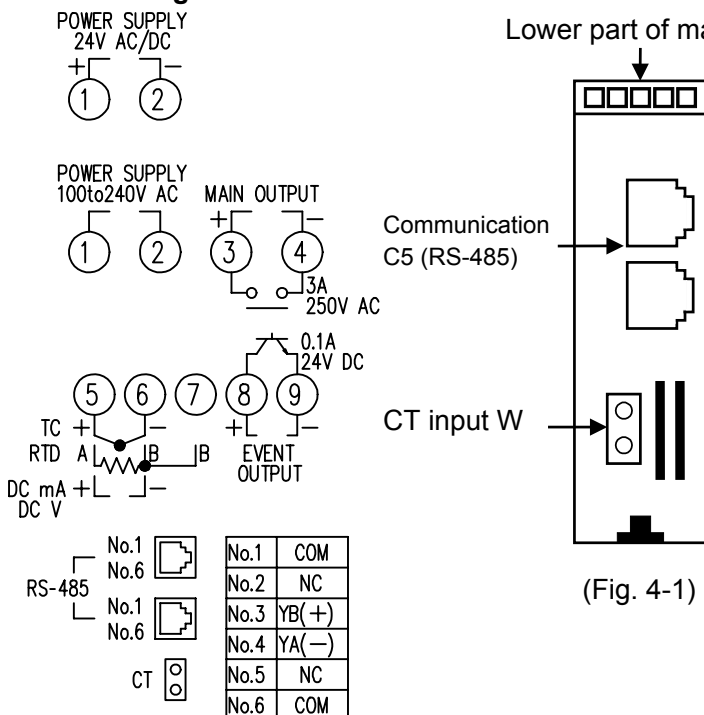 POWER SUPPLY
24V AC/DC
+ −
1 2
POWER SUPPLY
100to240V AC
1 2
MAIN OUTPUT
+ −
3 4
3A
250V AC
0.1A
24V DC
5 6 7 8 9
TC + −
RTD A B B
DC mA + −
DC V
+ −
EVENT
OUTPUT
RS-485
No.1
No.6
No.1
No.6
CT
No.1 COM
No.2 NC
No.3 YB(+)
No.4 YA(−)
No.5 NC
No.6 COM
Lower part of
Communication
C5 (RS-485)
CT input W
(Fig. 4-1)